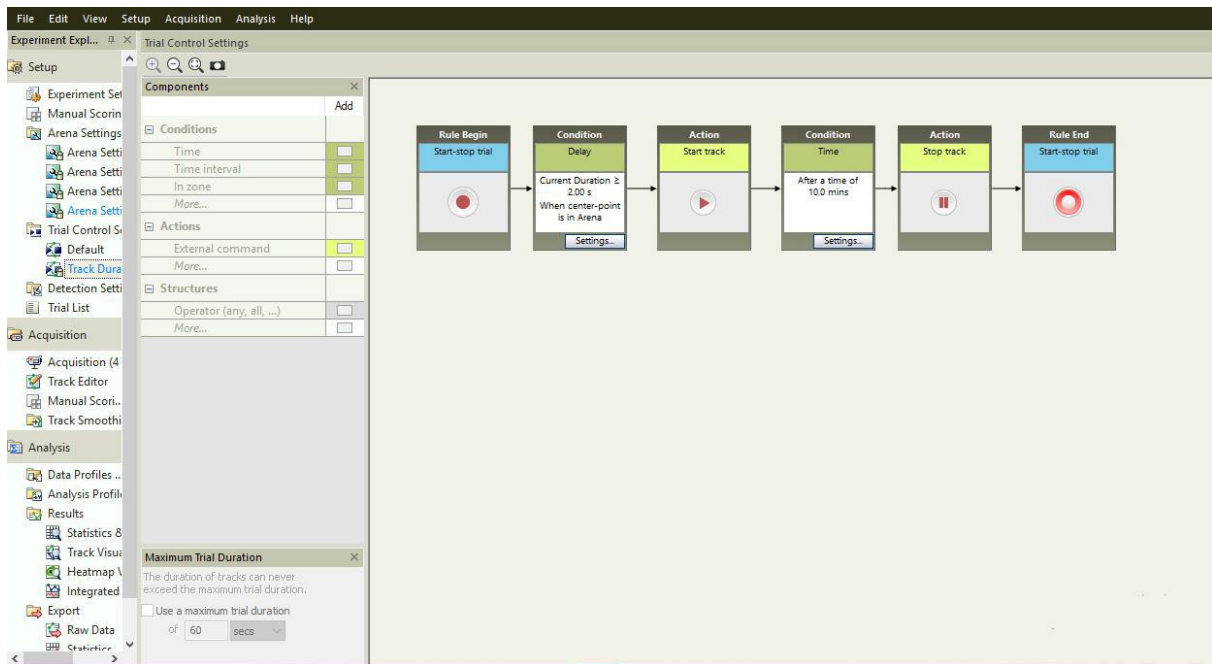 File Edit View Setup Acquisition Analysis Help
Experiment Expl...
Setup
Experiment Set
Manual Scorin
Arena Settings
Arena Setti
Arena Setti
Arena Setti
Arena Setti
Trial Control Se
Default
Track Dura
Detection Setti
Trial List
Acquisition
Acquisition (4
Track Editor
Manual Scori...
Track Smoothi
Analysis
Data Profiles ...
Analysis Profile
Results
Statistics &
Track Visua
Heatmap V
Integrated
Export
Raw Data
Statistics
Trial Control Settings
Components
Add
Conditions
Time
Time interval
In zone
More...
Actions
External command
More...
Structures
Operator (any, all, ...)
More...
Maximum Trial Duration
The duration of tracks can never
exceed the maximum trial duration.
Use a maximum trial duration
of 60 secs
Rule Begin
Start-stop trial
Condition
Delay
Current Duration ≥
2.00 s
When center-point
is in Arena
Settings...
Action
Start track
Condition
Time
After a time of
10.0 mins
Settings...
Action
Stop track
Rule End
Start-stop trial